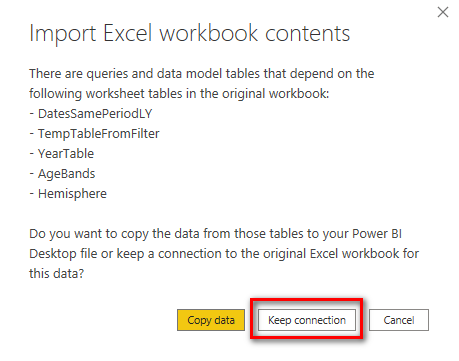 Import Excel workbook contents
There are queries and data model tables that depend on the
following worksheet tables in the original workbook:
- DatesSamePeriodLY
- TempTableFromFilter
- YearTable
- AgeBands
- Hemisphere
Do you want to copy the data from those tables to your Power BI
Desktop file or keep a connection to the original Excel workbook for
this data?
Copy data Keep connection Cancel